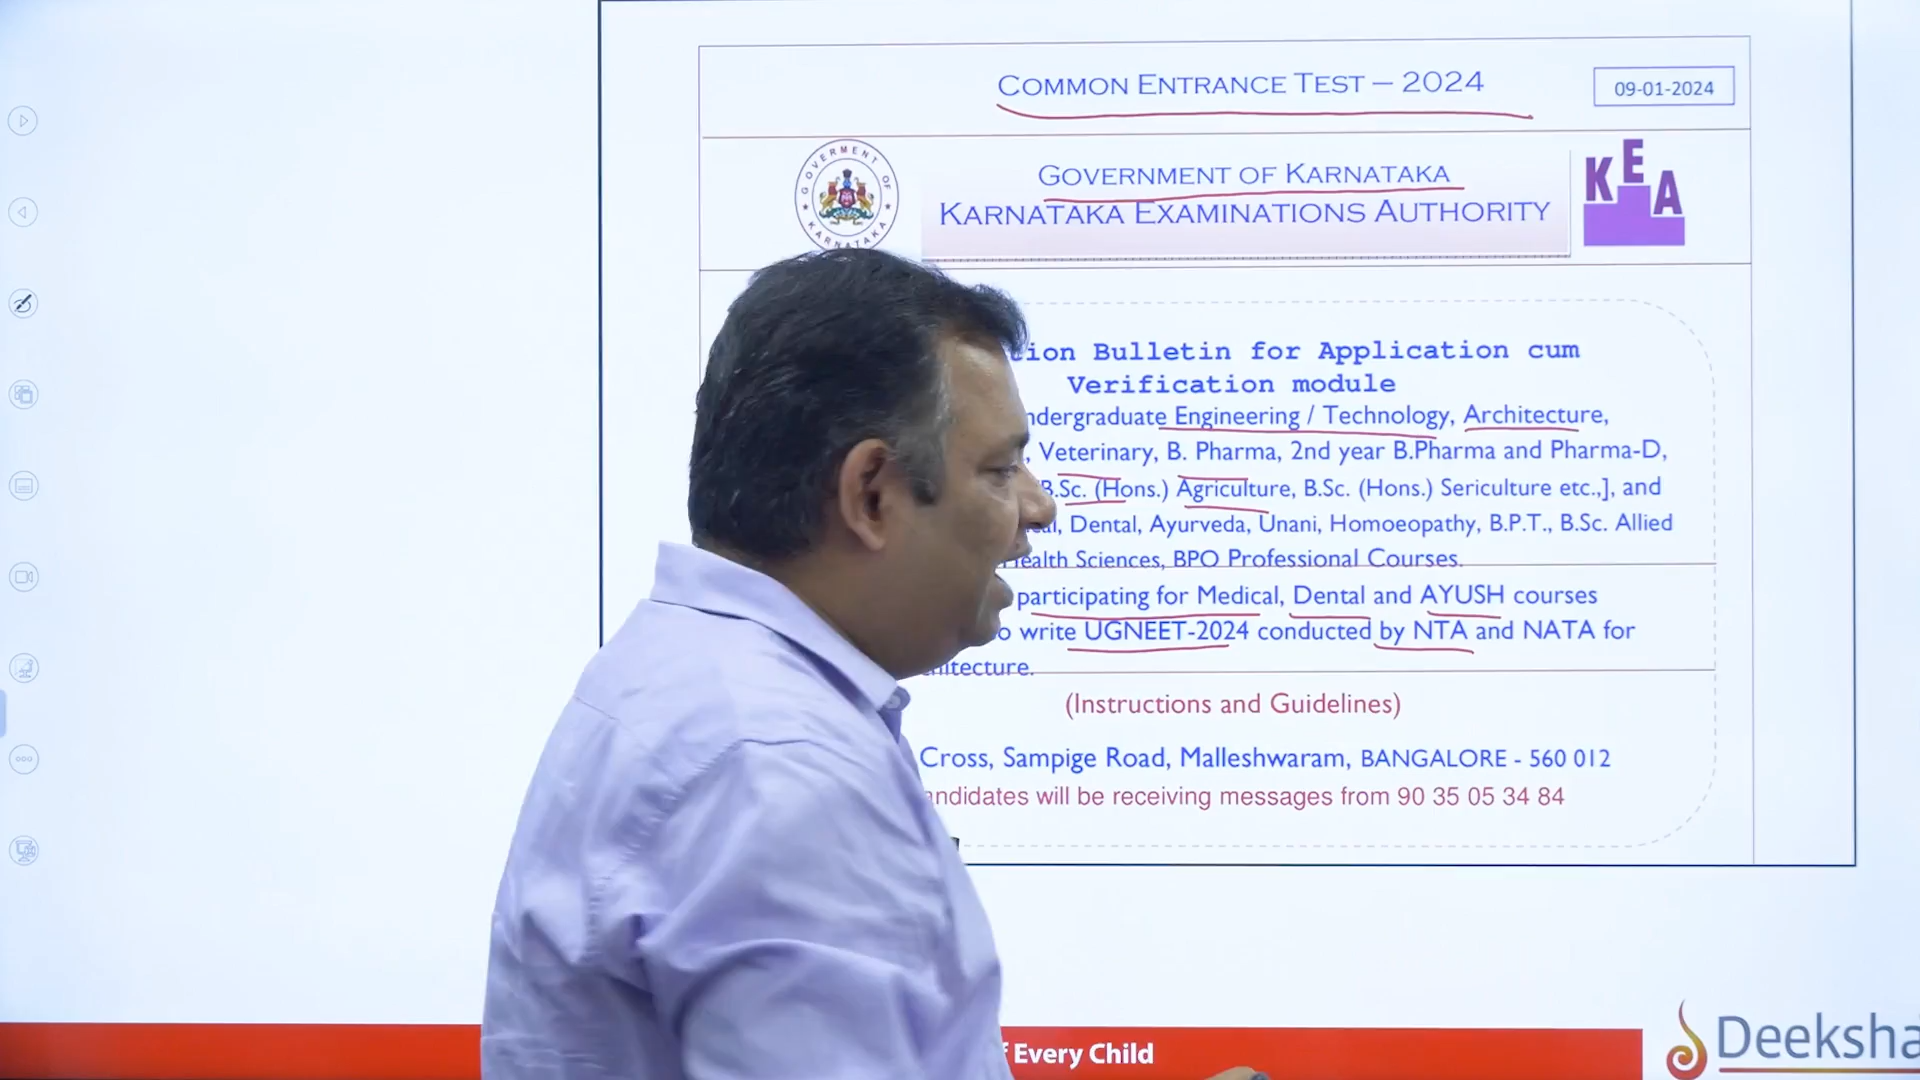 COMMON ENTRANCE TEST – 2024
09-01-2024
GOVERMENT OF
KARNATAKA
GOVERNMENT OF KARNATAKA
KARNATAKA EXAMINATIONS AUTHORITY
KEA
Bulletin for Application cum
Verification module
Engineering / Technology, Architecture,
, Veterinary, B. Pharma, 2nd year B.Pharma and Pharma-D,
B.Sc. (Hons.) Agriculture, B.Sc. (Hons.) Sericulture etc.,], and
, Dental, Ayurveda, Unani, Homoeopathy, B.P.T., B.Sc. Allied
Health Sciences, BPO Professional Courses.
participating for Medical, Dental and AYUSH courses
write UGNEET-2024 conducted by NTA and NATA for
(Instructions and Guidelines)
Cross, Sampige Road, Malleshwaram, BANGALORE - 560 012
will be receiving messages from 90 35 05 34 84
Every Child
Deeksha